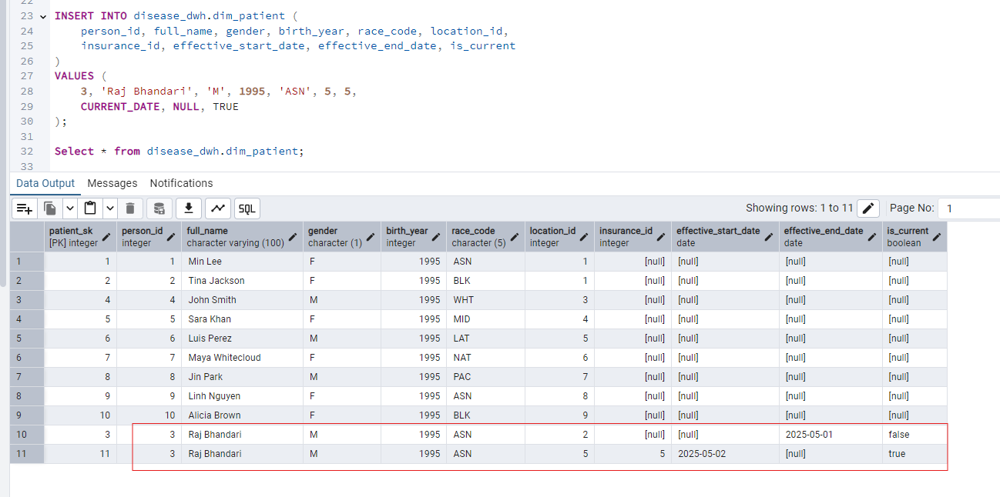 22
23 INSERT INTO disease_dwh.dim_patient (
24 person_id, full_name, gender, birth_year, race_code, location_id,
25 insurance_id, effective_start_date, effective_end_date, is_current
26 )
27 VALUES (
28 3, 'Raj Bhandari', 'M', 1995, 'ASN', 5, 5,
29 CURRENT_DATE, NULL, TRUE
30 );
31
32 Select * from disease_dwh.dim_patient;
33
Data Output Messages Notifications
SQL Showing rows: 1 to 11 Page No: 1
patient_sk person_id full_name gender birth_year race_code location_id insurance_id effective_start_date effective_end_date is_current
[PK] integer integer character varying (100) character (1) integer character (5) integer integer date date boolean
1 1 1 Min Lee F 1995 ASN 1 [null] [null] [null] [null]
2 2 2 Tina Jackson F 1995 BLK 1 [null] [null] [null] [null]
3 4 4 John Smith M 1995 WHT 3 [null] [null] [null] [null]
4 5 5 Sara Khan F 1995 MID 4 [null] [null] [null] [null]
5 6 6 Luis Perez M 1995 LAT 5 [null] [null] [null] [null]
6 7 7 Maya Whitecloud F 1995 NAT 6 [null] [null] [null] [null]
7 8 8 Jin Park M 1995 PAC 7 [null] [null] [null] [null]
8 9 9 Linh Nguyen F 1995 ASN 8 [null] [null] [null] [null]
9 10 10 Alicia Brown F 1995 BLK 9 [null] [null] [null] [null]
10 3 3 Raj Bhandari M 1995 ASN 2 [null] [null] 2025-05-01 false
11 11 3 Raj Bhandari M 1995 ASN 5 5 2025-05-02 [null] true